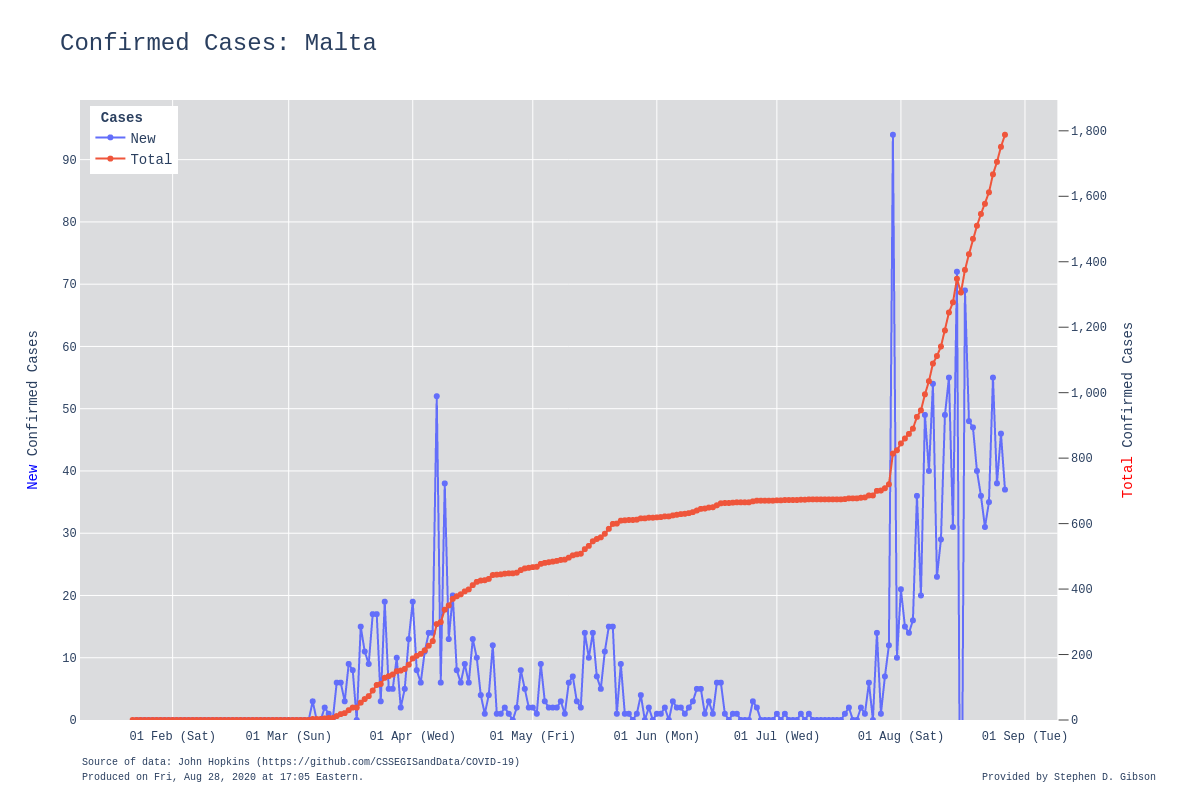 Confirmed Cases: Malta
Cases
New
Total
90
80
70
60
50
40
30
20
10
0
New Confirmed Cases
1,800
1,600
1,400
1,200
1,000
800
600
400
200
0
Total Confirmed Cases
01 Feb (Sat) 01 Mar (Sun) 01 Apr (Wed) 01 May (Fri) 01 Jun (Mon) 01 Jul (Wed) 01 Aug (Sat) 01 Sep (Tue)
Source of data: John Hopkins (https://github.com/CSSEGISandData/COVID-19)
Produced on Fri, Aug 28, 2020 at 17:05 Eastern.
Provided by Stephen D. Gibson